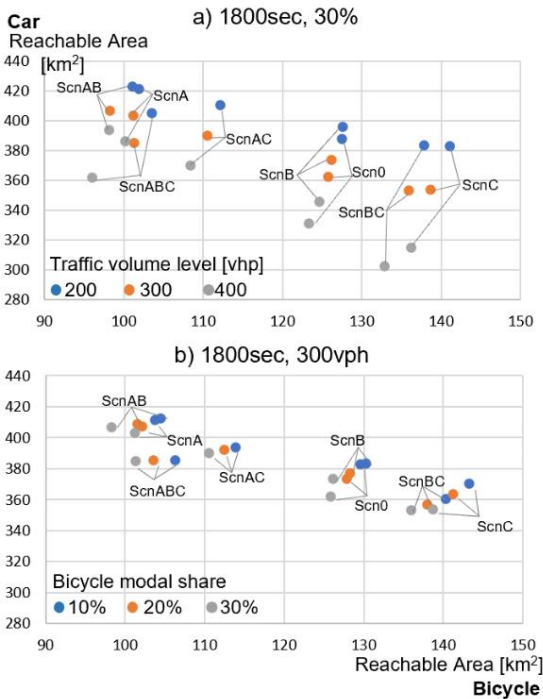 Car
a) 1800sec, 30%
Reachable Area
[km2]
440
420
400
380
360
340
320
300
280
ScnAB
ScnA
ScnAC
ScnABC
ScnB
Scn0
ScnBC
ScnC
Traffic volume level [vhp]
200 300 400
90 100 110 120 130 140 150
b) 1800sec, 300vph
440
420
400
380
360
340
320
300
280
ScnAB
ScnA
ScnAC
ScnABC
ScnB
Scn0
ScnBC
ScnC
Bicycle modal share
10% 20% 30%
90 100 110 120 130 140 150
Reachable Area [km2]
Bicycle